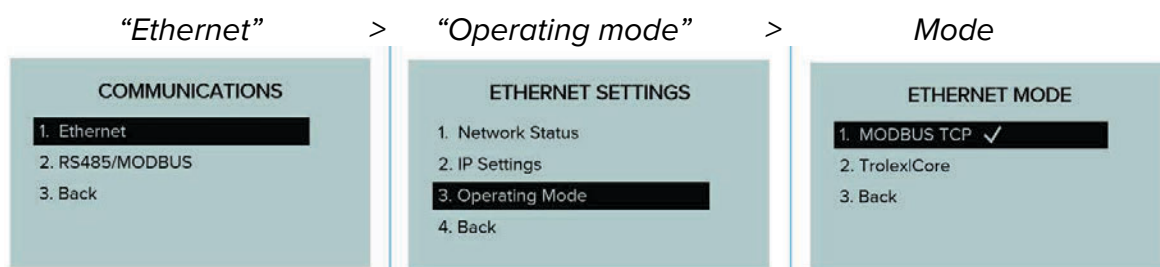 “Ethernet” > “Operating mode” > Mode
COMMUNICATIONS
1. Ethernet
2. RS485/MODBUS
3. Back
ETHERNET SETTINGS
1. Network Status
2. IP Settings
3. Operating Mode
4. Back
ETHERNET MODE
1. MODBUS TCP ✓
2. Trolex|Core
3. Back